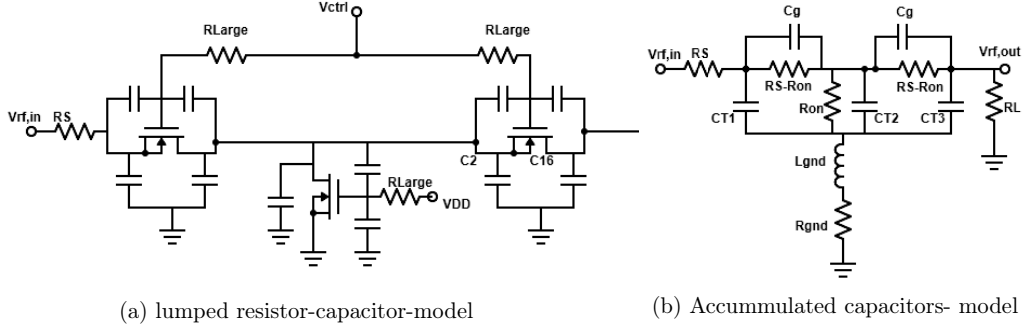 Vctrl
RLarge
RLarge
Vrf,in
RS
C2
C16
RLarge
VDD
(a) lumped resistor-capacitor-model
Cg
Cg
Vrf,in
RS
Vrf,out
RS-Ron
RS-Ron
Ron
RL
CT1
CT2
CT3
Lgnd
Rgnd
(b) Accummulated capacitors- model